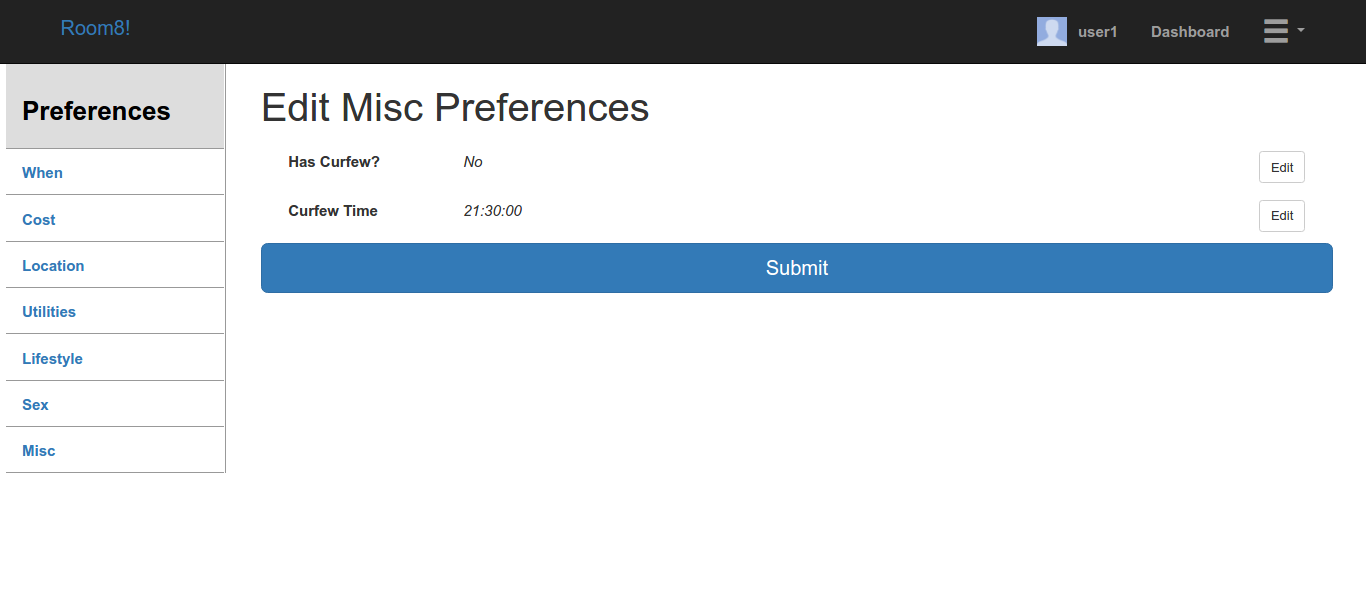 Room8!
user1 Dashboard
Preferences
When
Cost
Location
Utilities
Lifestyle
Sex
Misc
Edit Misc Preferences
Has Curfew? No Edit
Curfew Time 21:30:00 Edit
Submit